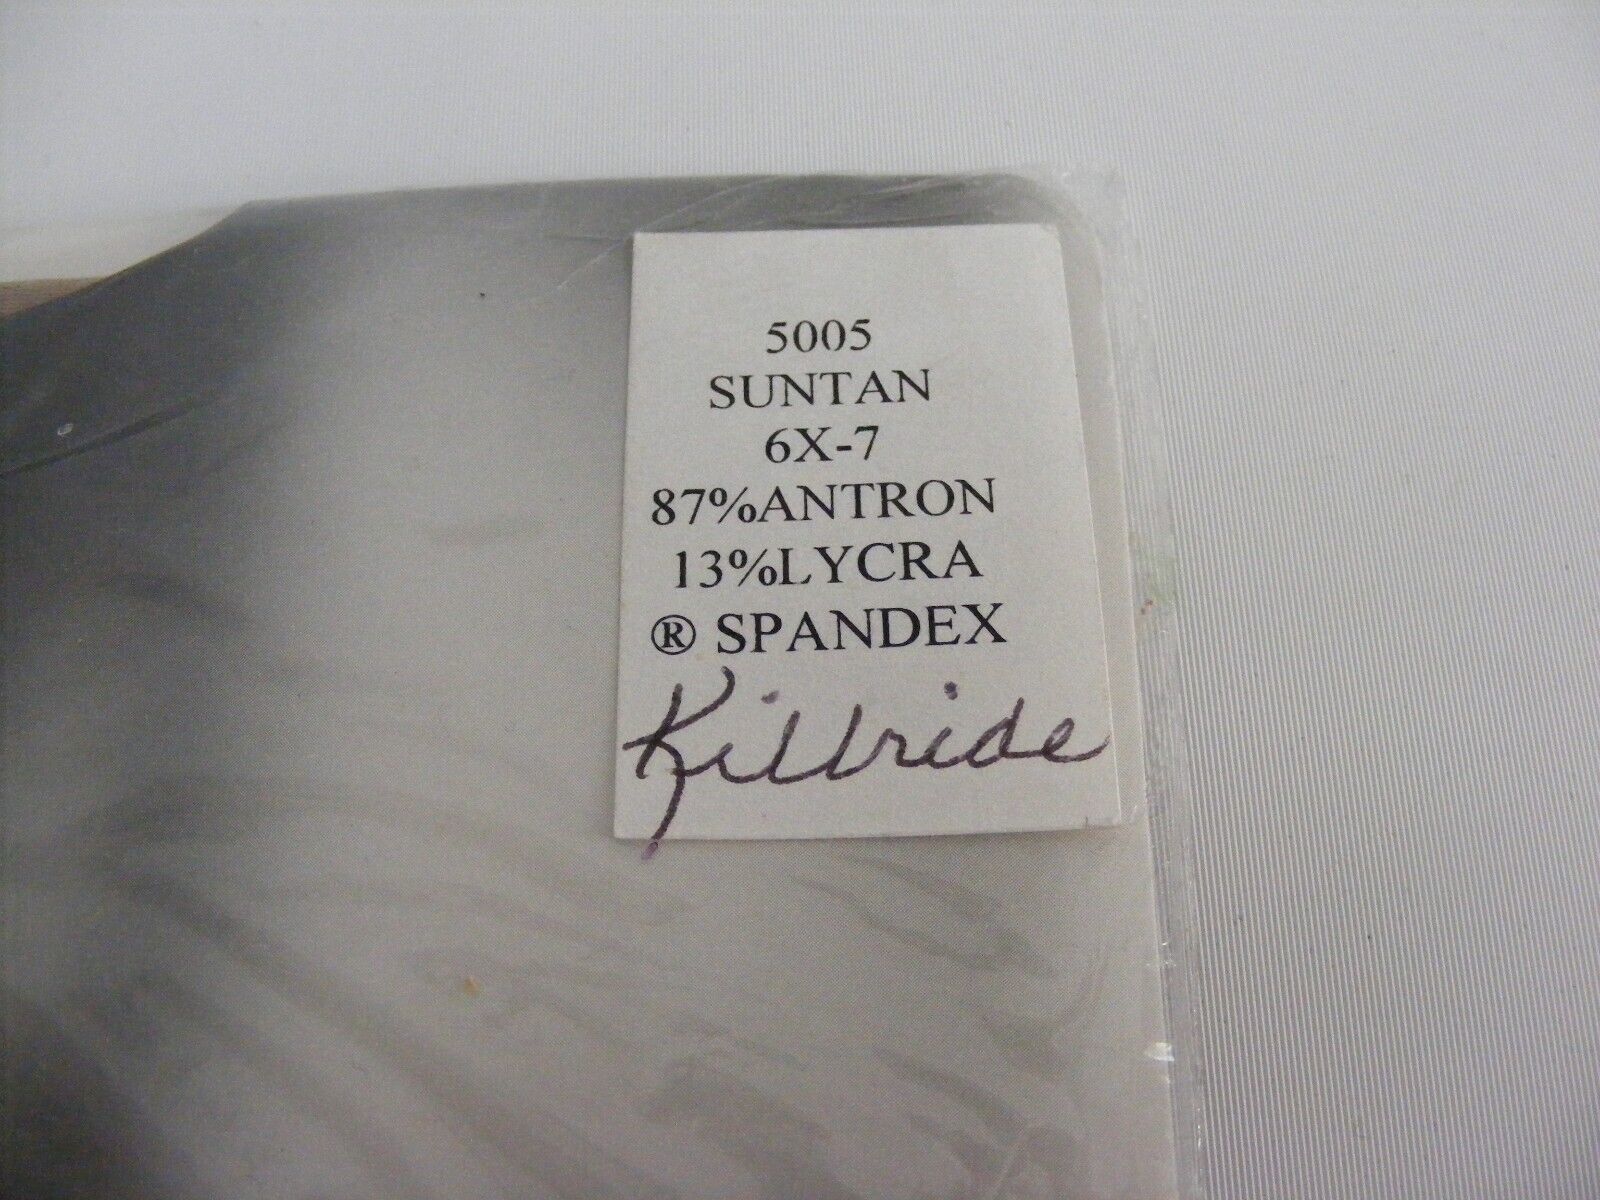 5005
SUNTAN
6X-7
87%ANTRON
13%LYCRA
® SPANDEX
Killride